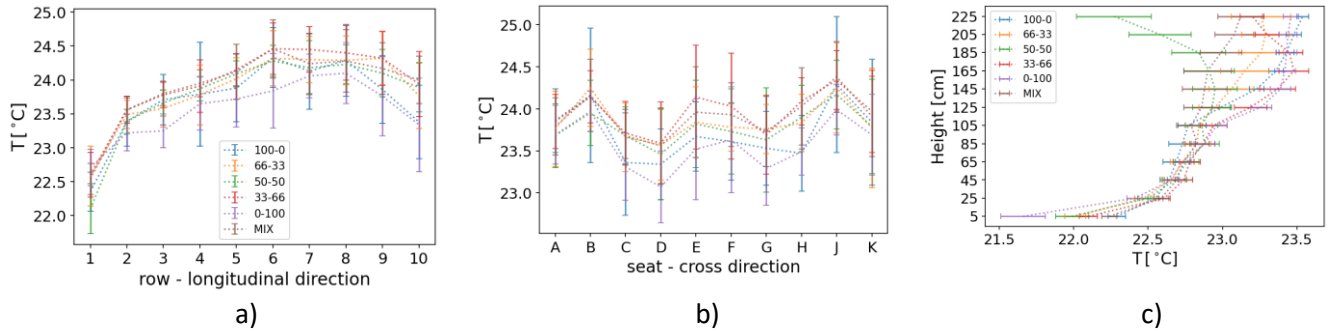 T[°C]
25.0
24.5
24.0
23.5
23.0
22.5
22.0
100-0
66-33
50-50
33-66
0-100
MIX
1 2 3 4 5 6 7 8 9 10
row - longitudinal direction
a)
T[°C]
25.0
24.5
24.0
23.5
23.0
A B C D E F G H J K
seat - cross direction
b)
Height [cm]
225
205
185
165
145
125
105
85
65
45
25
5
100-0
66-33
50-50
33-66
0-100
MIX
21.5 22.0 22.5 23.0 23.5
T[°C]
c)